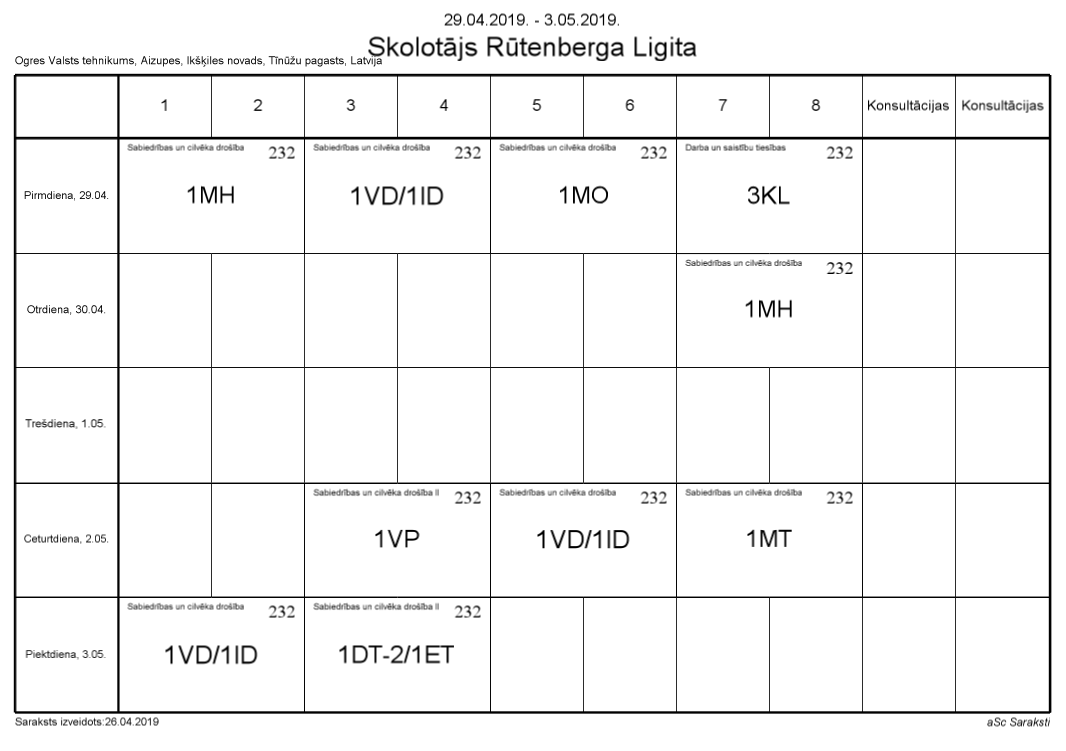 29.04.2019. - 3.05.2019.
Skolotājs Rūtenberga Ligita
Ogres Valsts tehnikums, Aizupes, Ikšķiles novads, Tīnūžu pagasts, Latvija
1 2 3 4 5 6 7 8 Konsultācijas Konsultācijas
Sabiedrības un cilvēka drošība 232 Sabiedrības un cilvēka drošība 232 Sabiedrības un cilvēka drošība 232 Darba un saistību tiesības 232
Pirmdiena, 29.04. 1MH 1VD/1ID 1MO 3KL
Sabiedrības un cilvēka drošība 232
Otrdiena, 30.04. 1MH
Trešdiena, 1.05.
Sabiedrības un cilvēka drošība II 232 Sabiedrības un cilvēka drošība 232 Sabiedrības un cilvēka drošība 232
Ceturtdiena, 2.05. 1VP 1VD/1ID 1MT
Sabiedrības un cilvēka drošība 232 Sabiedrības un cilvēka drošība II 232
Piektdiena, 3.05. 1VD/1ID 1DT-2/1ET
Saraksts izveidots:26.04.2019 aSc Saraksti